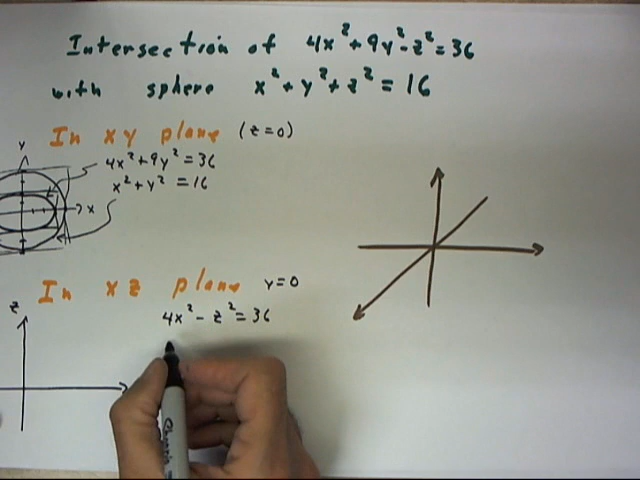 Intersection of 4x²+9y²-z²=36
with sphere x²+y²+z²=16
In xy plane (z=0)
4x²+9y²=36
x²+y²=16
y
x
In xz plane y=0
4x²-z²=36
z